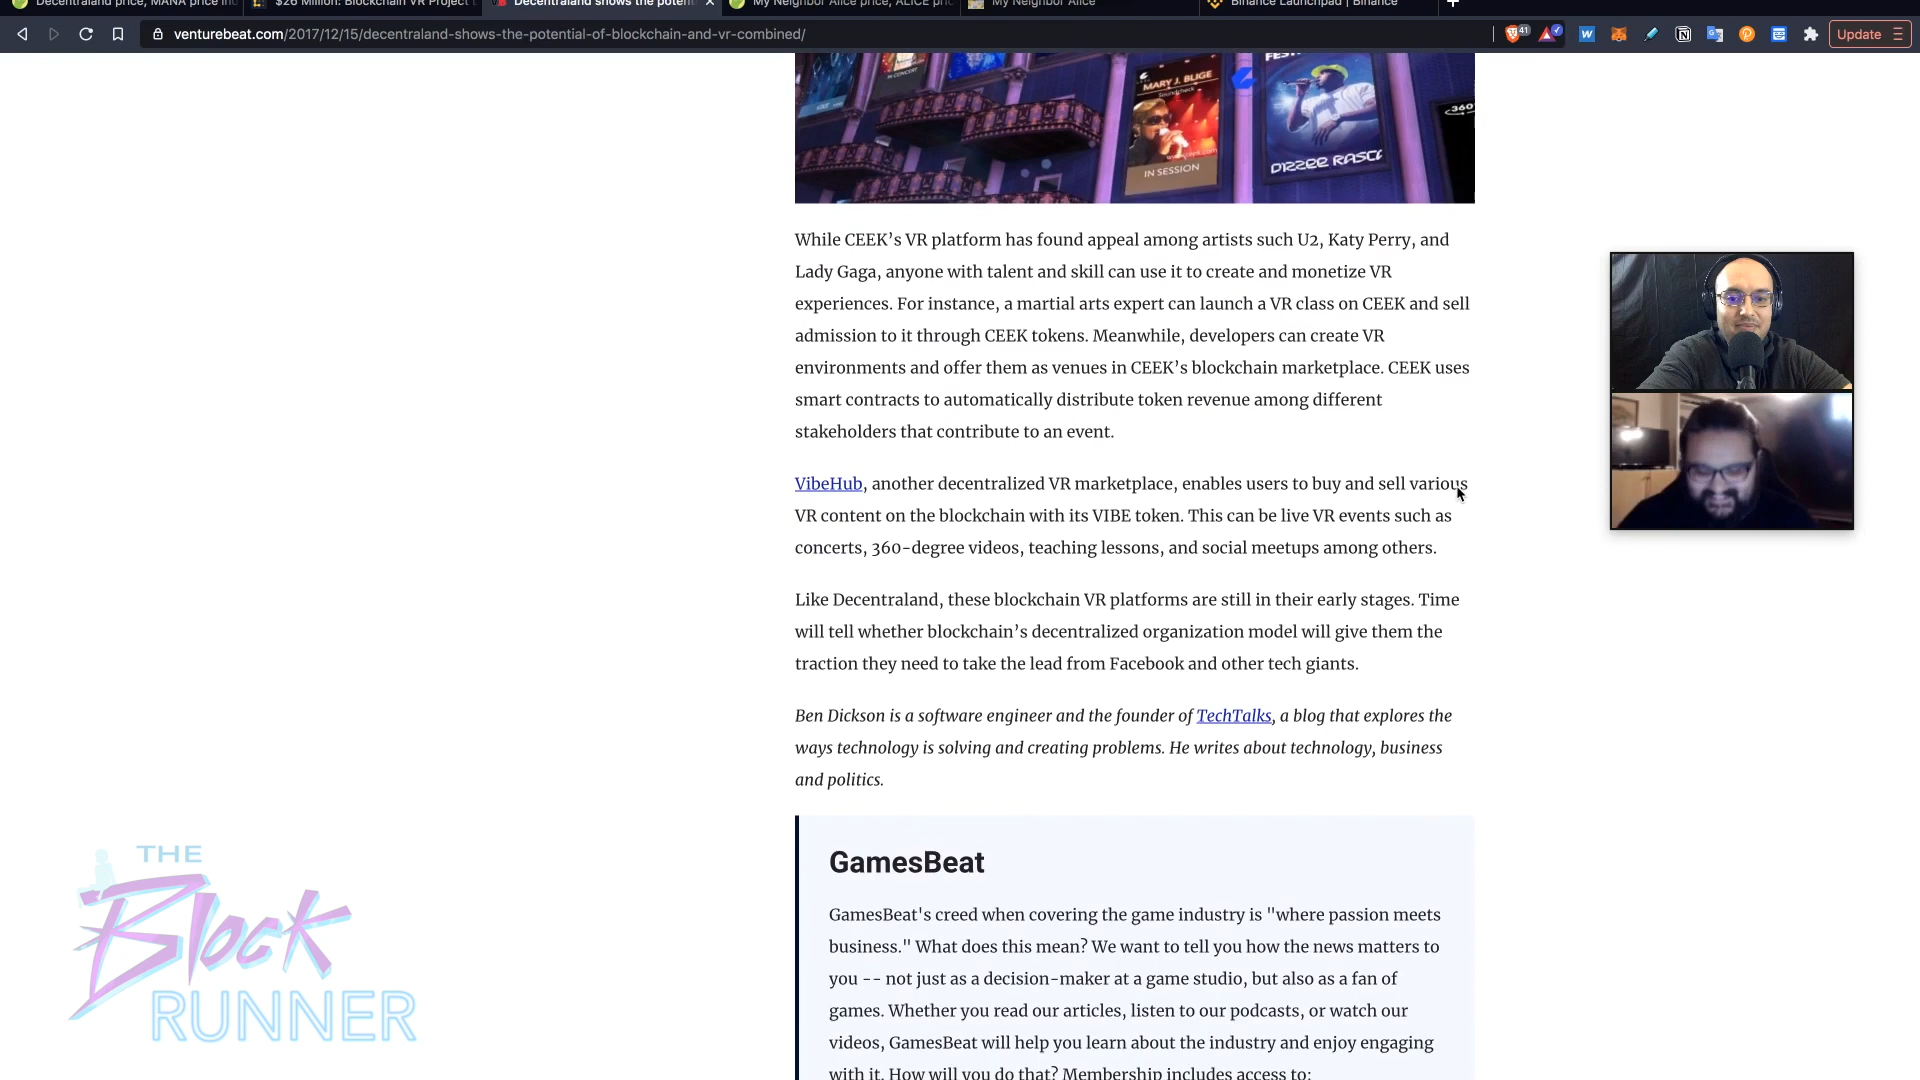 Decentraland price, MANA price ind
$26 Million: Blockchain VR Project
Decentraland shows the potent
My Neighbor Alice price, ALICE pric
My Neighbor Alice
Binance Launchpad | Binance
venturebeat.com/2017/12/15/decentraland-shows-the-potential-of-blockchain-and-vr-combined/
41
Update
IN CONCERT
MARY J. BLIGE
Soundcheck
IN SESSION
DIZZEE RASCA
360
While CEEK’s VR platform has found appeal among artists such U2, Katy Perry, and
Lady Gaga, anyone with talent and skill can use it to create and monetize VR
experiences. For instance, a martial arts expert can launch a VR class on CEEK and sell
admission to it through CEEK tokens. Meanwhile, developers can create VR
environments and offer them as venues in CEEK’s blockchain marketplace. CEEK uses
smart contracts to automatically distribute token revenue among different
stakeholders that contribute to an event.
VibeHub, another decentralized VR marketplace, enables users to buy and sell various
VR content on the blockchain with its VIBE token. This can be live VR events such as
concerts, 360-degree videos, teaching lessons, and social meetups among others.
Like Decentraland, these blockchain VR platforms are still in their early stages. Time
will tell whether blockchain’s decentralized organization model will give them the
traction they need to take the lead from Facebook and other tech giants.
Ben Dickson is a software engineer and the founder of TechTalks, a blog that explores the
ways technology is solving and creating problems. He writes about technology, business
and politics.
GamesBeat
GamesBeat's creed when covering the game industry is "where passion meets
business." What does this mean? We want to tell you how the news matters to
you -- not just as a decision-maker at a game studio, but also as a fan of
games. Whether you read our articles, listen to our podcasts, or watch our
videos, GamesBeat will help you learn about the industry and enjoy engaging
with it. How will you do that? Membership includes access to:
THE
Block
RUNNER